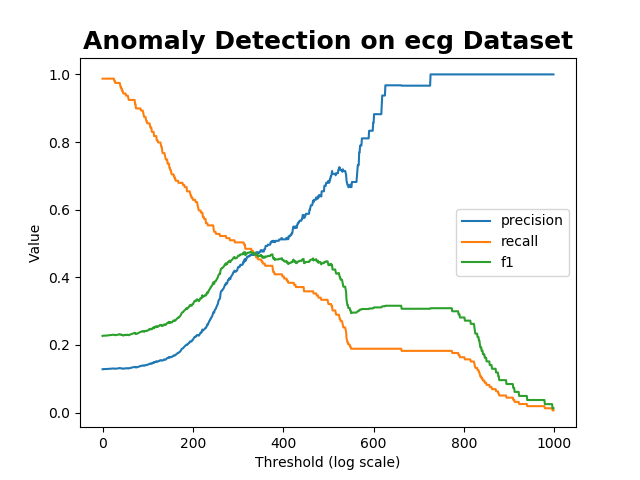 Anomaly Detection on ecg Dataset
1.0
0.8
0.6
0.4
0.2
0.0
Value
precision
recall
f1
0 200 400 600 800 1000
Threshold (log scale)